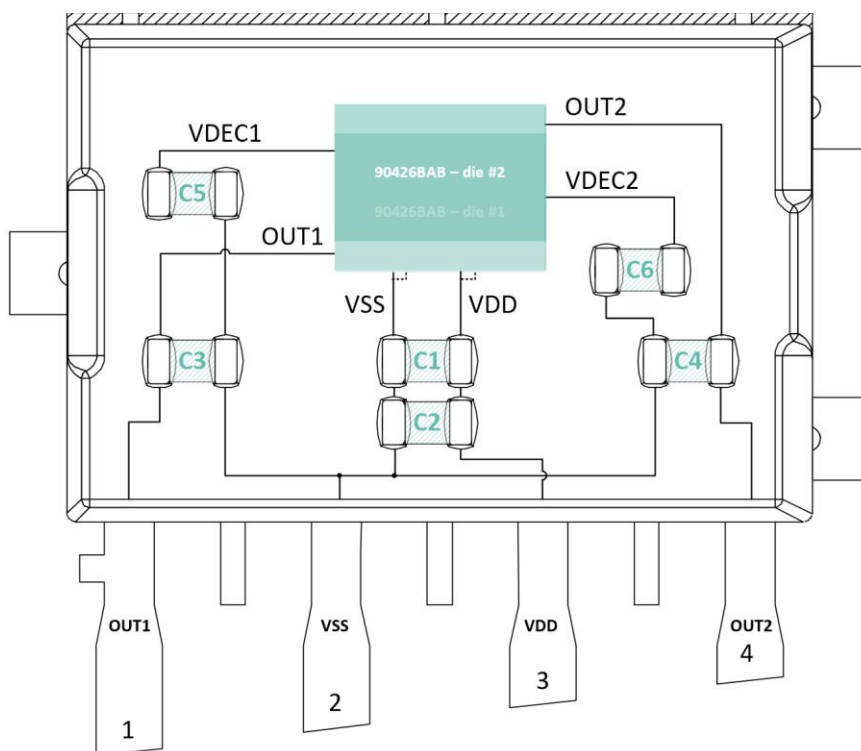 OUT2
VDEC1
90426BAB – die #2
VDEC2
C5
90426BAB – die #1
OUT1
C6
VSS
VDD
C3
C1
C4
C2
OUT1
VSS
VDD
OUT2
1
2
3
4